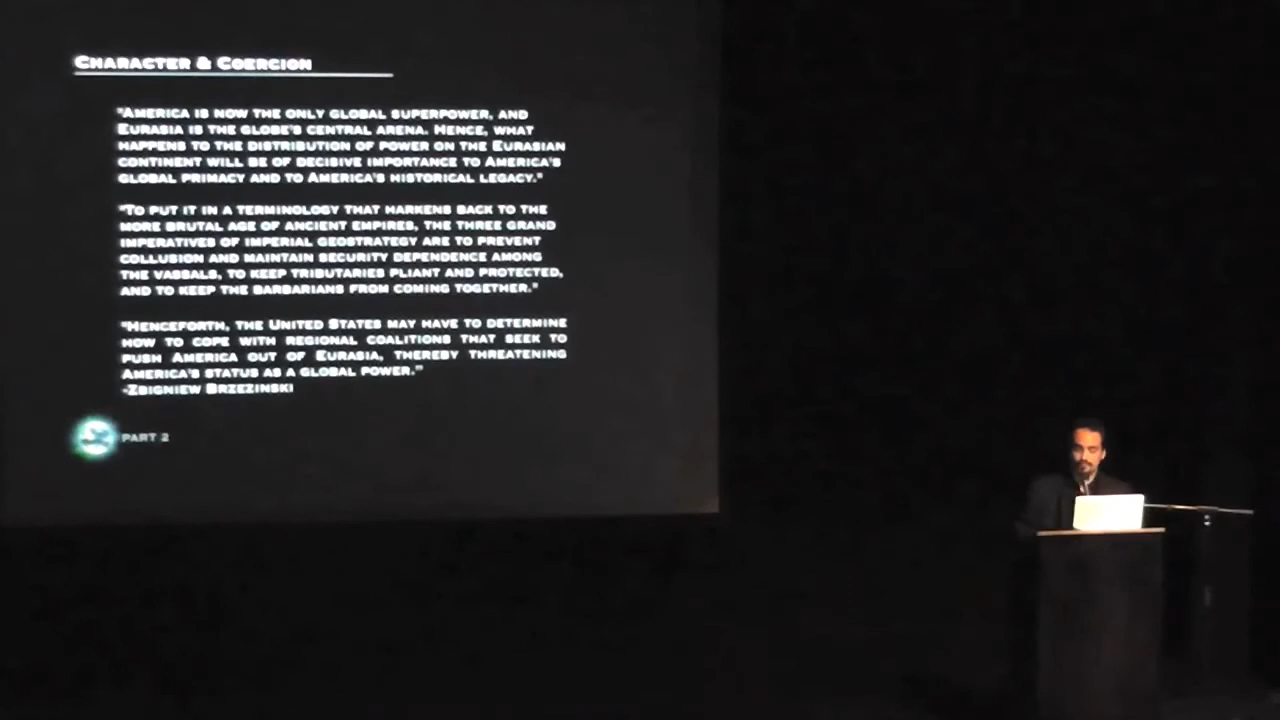 CHARACTER & COERCION
"AMERICA IS NOW THE ONLY GLOBAL SUPERPOWER, AND
EURASIA IS THE GLOBE'S CENTRAL ARENA. HENCE, WHAT
HAPPENS TO THE DISTRIBUTION OF POWER ON THE EURASIAN
CONTINENT WILL BE OF DECISIVE IMPORTANCE TO AMERICA'S
GLOBAL PRIMACY AND TO AMERICA'S HISTORICAL LEGACY."
"TO PUT IT IN A TERMINOLOGY THAT HARKENS BACK TO THE
MORE BRUTAL AGE OF ANCIENT EMPIRES, THE THREE GRAND
IMPERATIVES OF IMPERIAL GEOSTRATEGY ARE TO PREVENT
COLLUSION AND MAINTAIN SECURITY DEPENDENCE AMONG
THE VASSALS, TO KEEP TRIBUTARIES PLIANT AND PROTECTED,
AND TO KEEP THE BARBARIANS FROM COMING TOGETHER."
"HENCEFORTH, THE UNITED STATES MAY HAVE TO DETERMINE
HOW TO COPE WITH REGIONAL COALITIONS THAT SEEK TO
PUSH AMERICA OUT OF EURASIA, THEREBY THREATENING
AMERICA'S STATUS AS A GLOBAL POWER."
-ZBIGNIEW BRZEZINSKI
PART 2